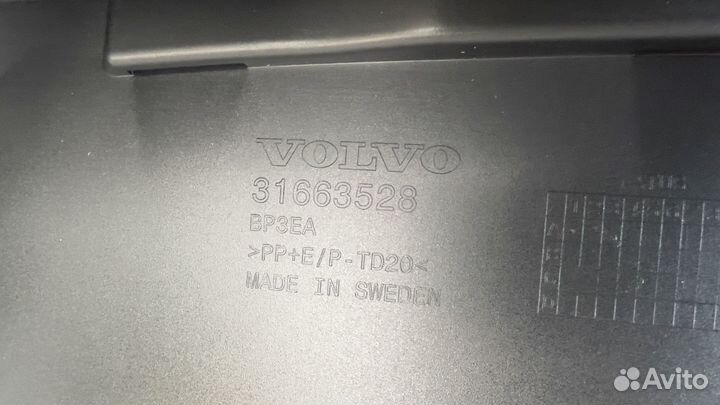 VOLVO
31663528
BP3EA
>PP+E/P-TD20<
MADE IN SWEDEN
Avito